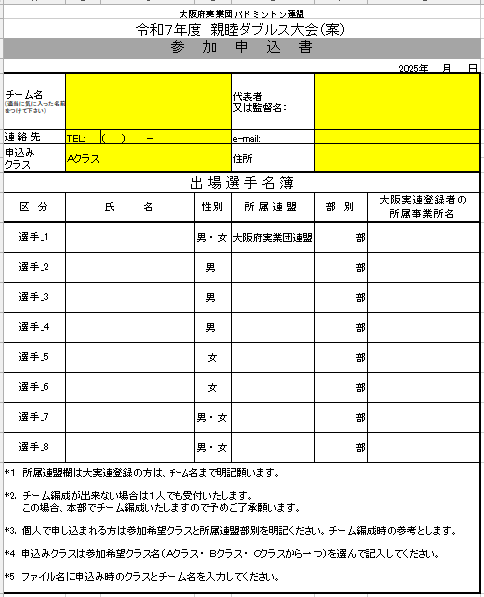 大阪府実業団バドミントン連盟
令和7年度 親睦ダブルス大会(案)
参 加 申 込 書
2025年 月 日
チーム名
(適当に気に入った名前
をつけて下さい)
代表者
又は監督名:
連絡先 TEL: ( ) − e-mail:
申込み
クラス
Aクラス 住所
出場選手名簿
区 分 氏 名 性別 所属連盟 部 別 大阪実連登録者の
所属事業所名
選手_1 男・女 大阪府実業団連盟 部
選手_2 男 部
選手_3 男 部
選手_4 男 部
選手_5 女 部
選手_6 女 部
選手_7 男・女 部
選手_8 男・女 部
*1 所属連盟欄は大実連登録の方は、チーム名まで明記願います。
*2. チーム編成が出来ない場合は1人でも受付いたします。
この場合、本部でチーム編成いたしますので予めご了承願います。
*3. 個人で申し込まれる方は参加希望クラスと所属連盟部別を明記ください。チーム編成時の参考とします。
*4 申込みクラスは参加希望クラス名(Aクラス・Bクラス・Cクラスから一つ)を選んで記入してください。
*5 ファイル名に申込み時のクラスとチーム名を入力してください。